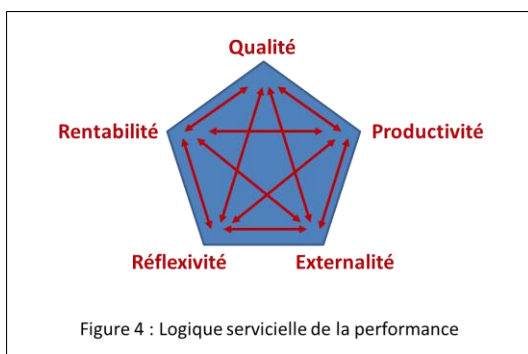 Qualité
Rentabilité
Productivité
Réflexivité
Externalité
Figure 4 : Logique servicielle de la performance